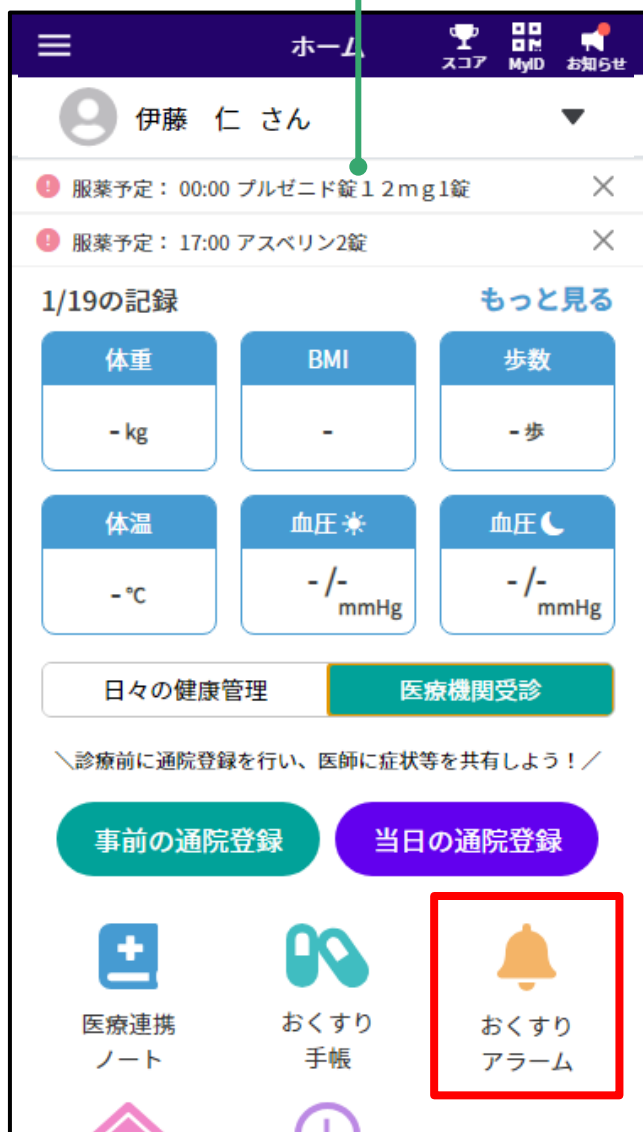 ホーム
スコア
MyID
お知らせ
伊藤 仁 さん
服薬予定: 00:00 プルゼニド錠12mg1錠
服薬予定: 17:00 アスベリン2錠
1/19の記録
もっと見る
体重
BMI
歩数
- kg
-
- 歩
体温
血圧
血圧
- ℃
- /-
mmHg
- /-
mmHg
日々の健康管理
医療機関受診
＼診療前に通院登録を行い、医師に症状等を共有しよう！／
事前の通院登録
当日の通院登録
医療連携
ノート
おくすり
手帳
おくすり
アラーム